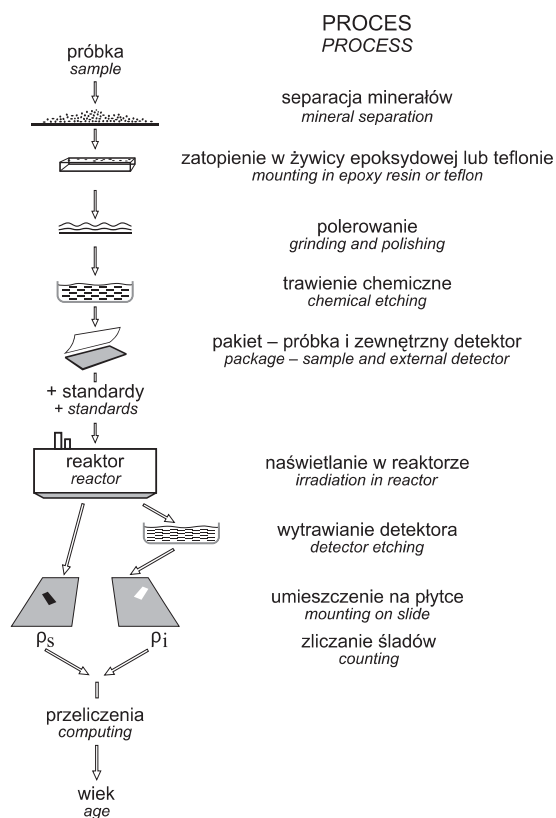 PROCES
PROCESS
próbka
sample
separacja minerałów
mineral separation
zatopienie w żywicy epoksydowej lub teflonie
mounting in epoxy resin or teflon
polerowanie
grinding and polishing
trawienie chemiczne
chemical etching
pakiet – próbka i zewnętrzny detektor
package – sample and external detector
+ standardy
+ standards
reaktor
reactor
naświetlanie w reaktorze
irradiation in reactor
wytrawianie detektora
detector etching
umieszczenie na płytce
mounting on slide
ρs ρi
zliczanie śladów
counting
przeliczenia
computing
wiek
age